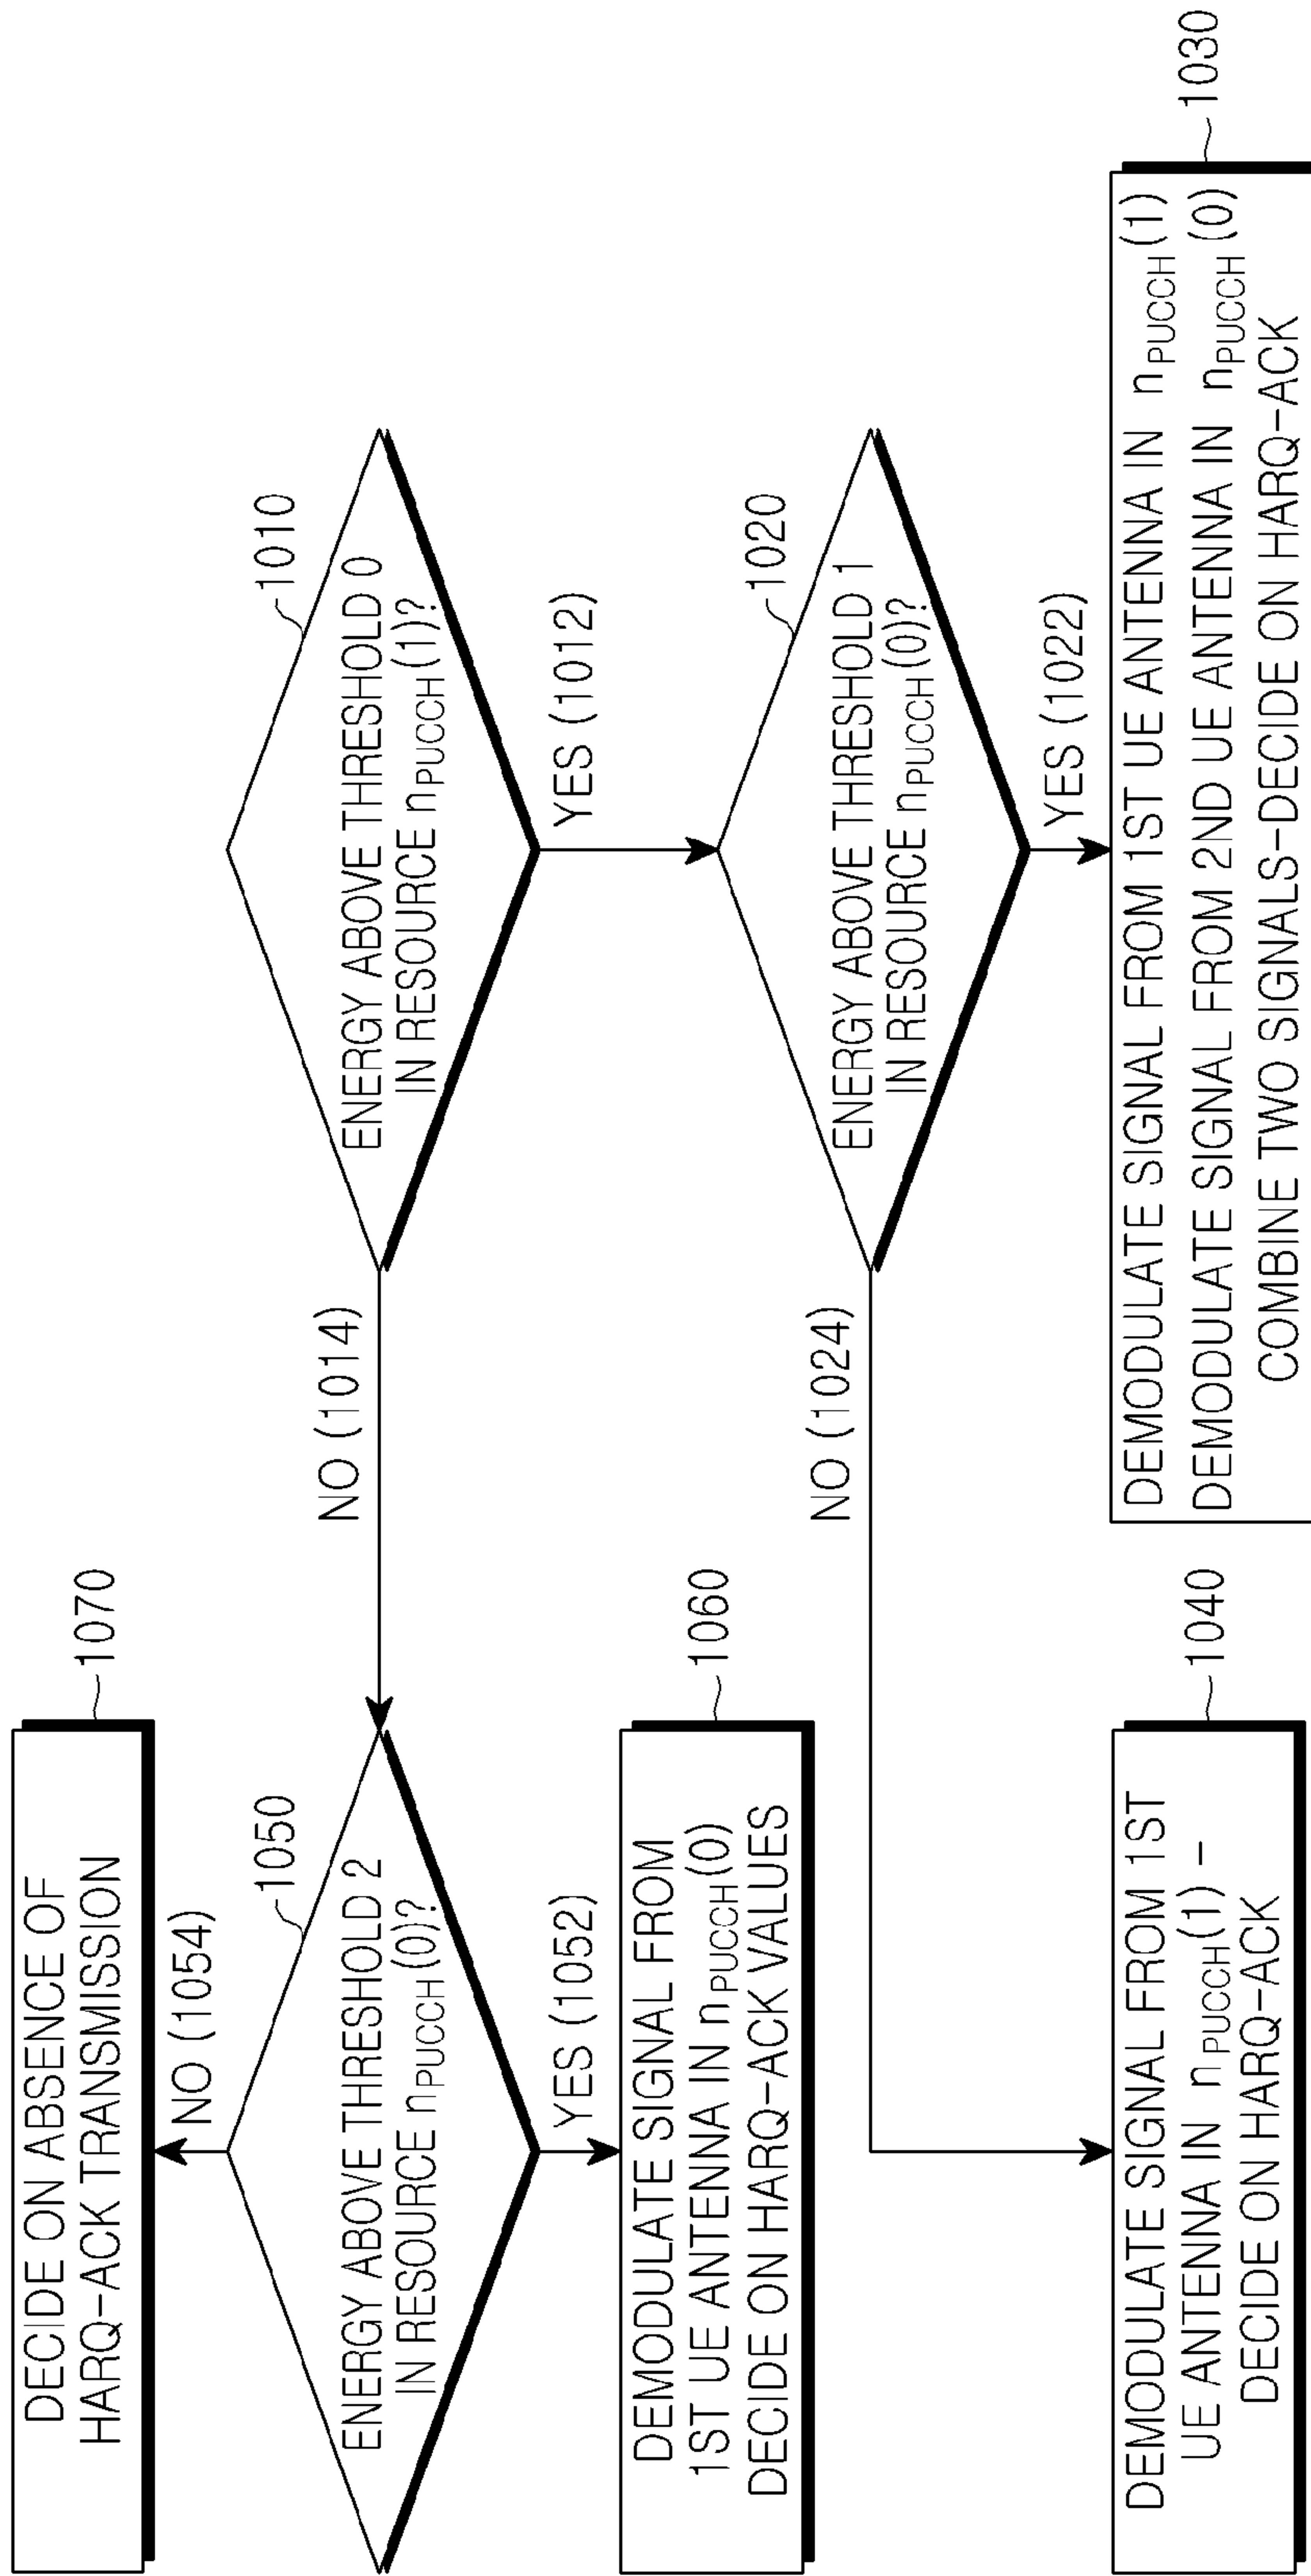 ENERGY ABOVE THRESHOLD 0
IN RESOURCE nPUCCH(1)?
1010
YES (1012)
NO (1014)
ENERGY ABOVE THRESHOLD 1
IN RESOURCE nPUCCH(0)?
1020
YES (1022)
NO (1024)
DEMODULATE SIGNAL FROM 1ST UE ANTENNA IN nPUCCH(1)
DEMODULATE SIGNAL FROM 2ND UE ANTENNA IN nPUCCH(0)
COMBINE TWO SIGNALS-DECIDE ON HARQ-ACK
1030
DEMODULATE SIGNAL FROM 1ST
UE ANTENNA IN nPUCCH(1) -
DECIDE ON HARQ-ACK
1040
ENERGY ABOVE THRESHOLD 2
IN RESOURCE nPUCCH(0)?
1050
YES (1052)
NO (1054)
DEMODULATE SIGNAL FROM
1ST UE ANTENNA IN nPUCCH(0)
DECIDE ON HARQ-ACK VALUES
1060
DECIDE ON ABSENCE OF
HARQ-ACK TRANSMISSION
1070